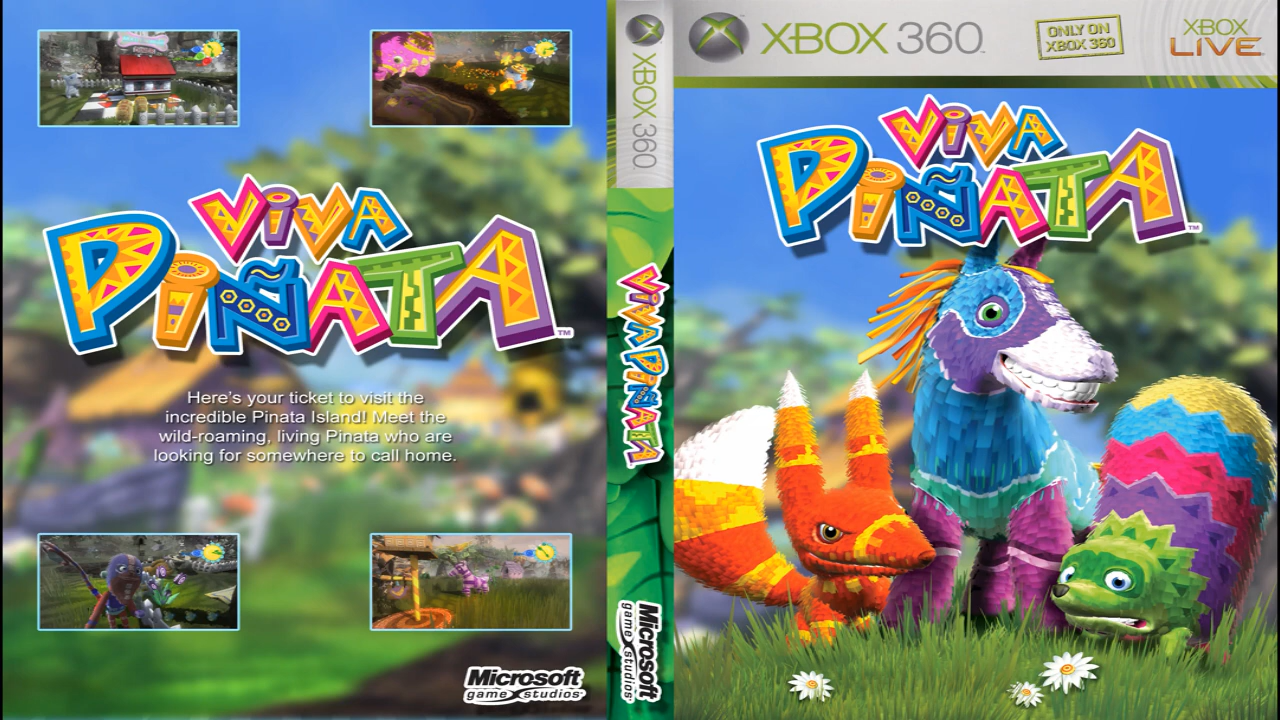 VIVA
PIÑATA
TM
Here's your ticket to visit the
incredible Pinata Island! Meet the
wild-roaming, living Pinata who are
looking for somewhere to call home.
Microsoft
game studios
XBOX 360
VIVA PIÑATA
Microsoft
game studios
XBOX 360
ONLY ON
XBOX 360
XBOX
LIVE
VIVA
PIÑATA
TM